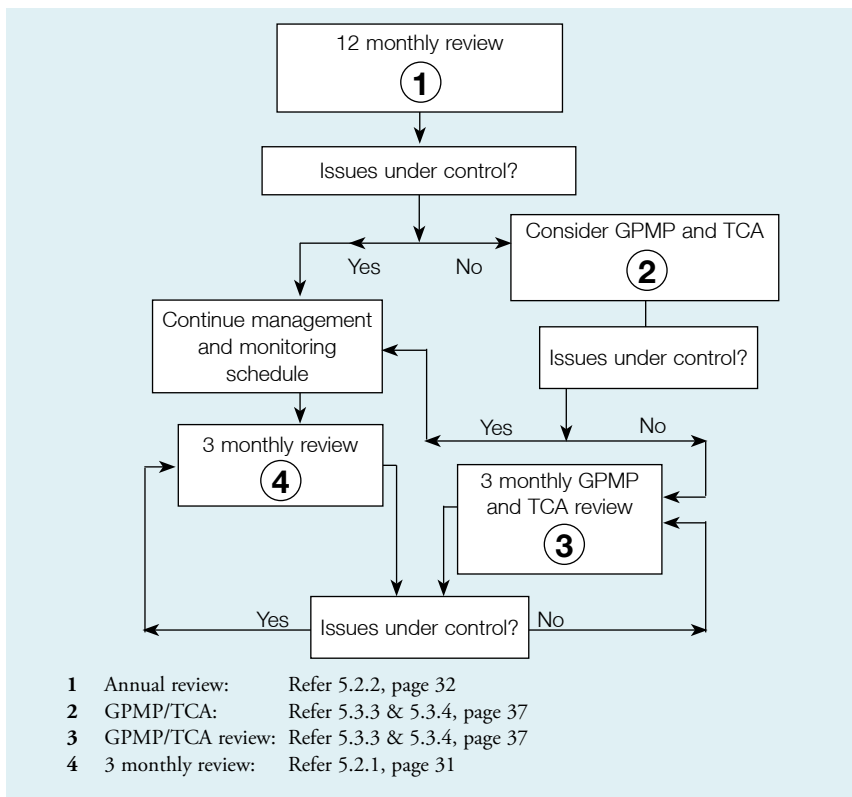 12 monthly review
1
Issues under control?
Yes
No
Consider GPMP and TCA
2
Continue management
and monitoring
schedule
Issues under control?
Yes
No
3 monthly review
4
3 monthly GPMP
and TCA review
3
Yes
Issues under control?
No
1 Annual review: Refer 5.2.2, page 32
2 GPMP/TCA: Refer 5.3.3 & 5.3.4, page 37
3 GPMP/TCA review: Refer 5.3.3 & 5.3.4, page 37
4 3 monthly review: Refer 5.2.1, page 31